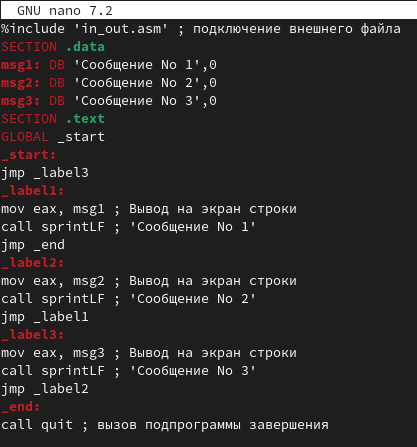 GNU nano 7.2
%include 'in_out.asm' ; подключение внешнего файла
SECTION .data
msg1: DB 'Сообщение No 1',0
msg2: DB 'Сообщение No 2',0
msg3: DB 'Сообщение No 3',0
SECTION .text
GLOBAL _start
_start:
jmp _label3
_label1:
mov eax, msg1 ; Вывод на экран строки
call sprintLF ; 'Сообщение No 1'
jmp _end
_label2:
mov eax, msg2 ; Вывод на экран строки
call sprintLF ; 'Сообщение No 2'
jmp _label1
_label3:
mov eax, msg3 ; Вывод на экран строки
call sprintLF ; 'Сообщение No 3'
jmp _label2
_end:
call quit ; вызов подпрограммы завершения